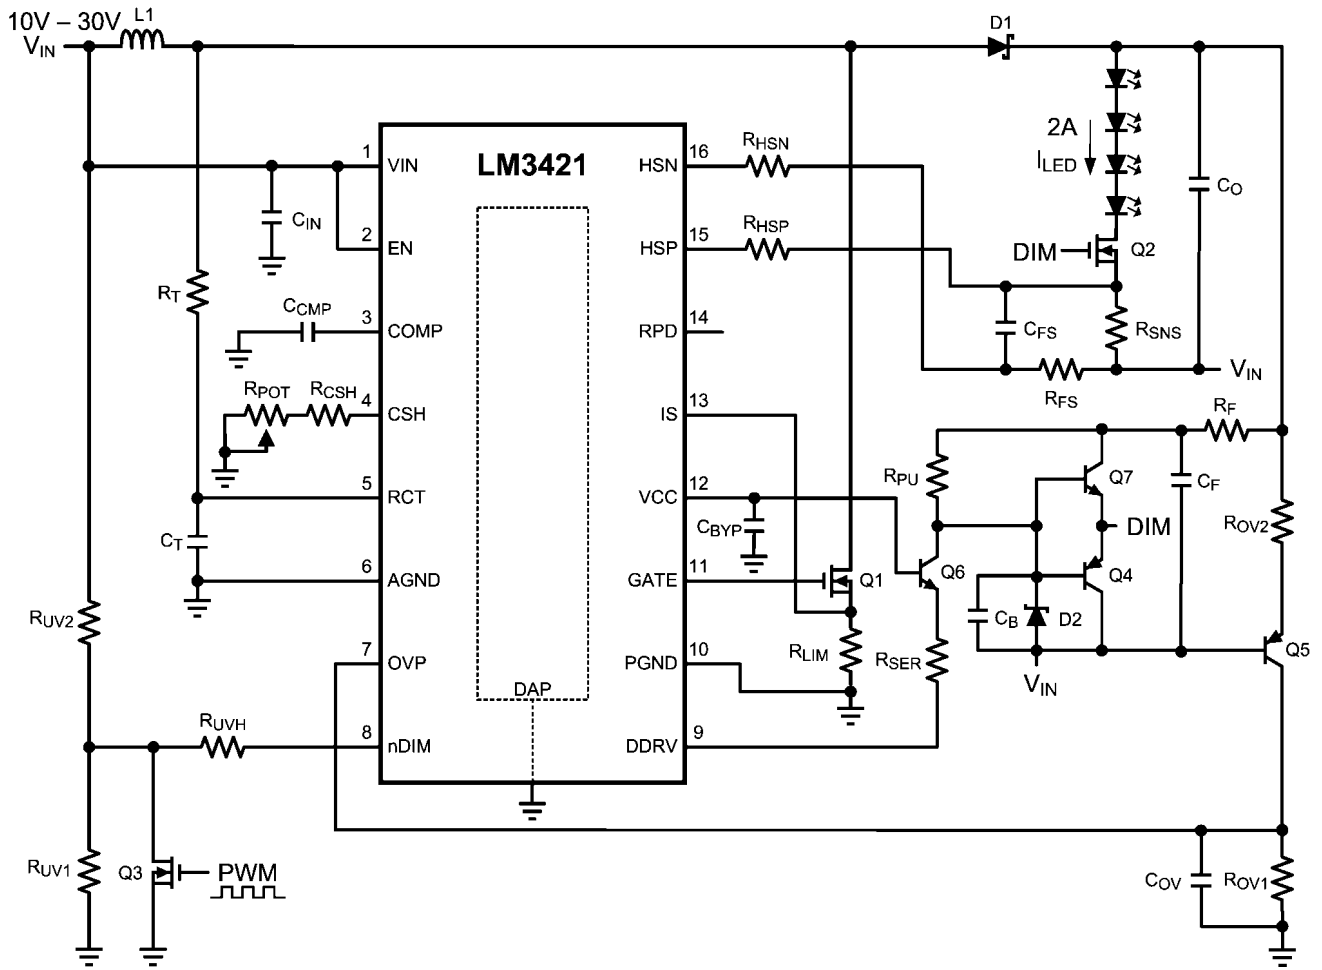 10V – 30V
VIN
L1
D1
LM3421
1
VIN
2
EN
3
COMP
4
CSH
5
RCT
6
AGND
7
OVP
8
nDIM
16
HSN
15
HSP
14
RPD
13
IS
12
VCC
11
GATE
10
PGND
9
DDRV
DAP
CIN
RT
CCMP
RPOT
RCSH
CT
RUV2
RUVH
RUV1
Q3
PWM
RHSN
RHSP
2A
ILED
CO
DIM
Q2
CFS
RSNS
RFS
VIN
RF
RPU
Q7
CF
CBYP
DIM
ROV2
Q1
Q6
Q4
CB
D2
RLIM
RSER
VIN
Q5
COV
ROV1